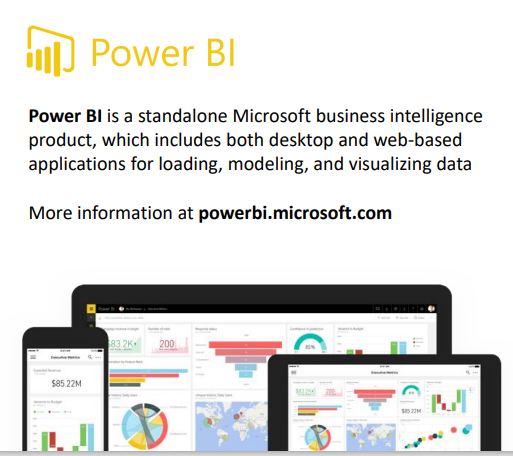 Power BI
Power BI is a standalone Microsoft business intelligence
product, which includes both desktop and web-based
applications for loading, modeling, and visualizing data
More information at powerbi.microsoft.com
Power BI
$83.2K
200
85%
Executive Metrics
$85.22M
Executive Metrics
$85.22M